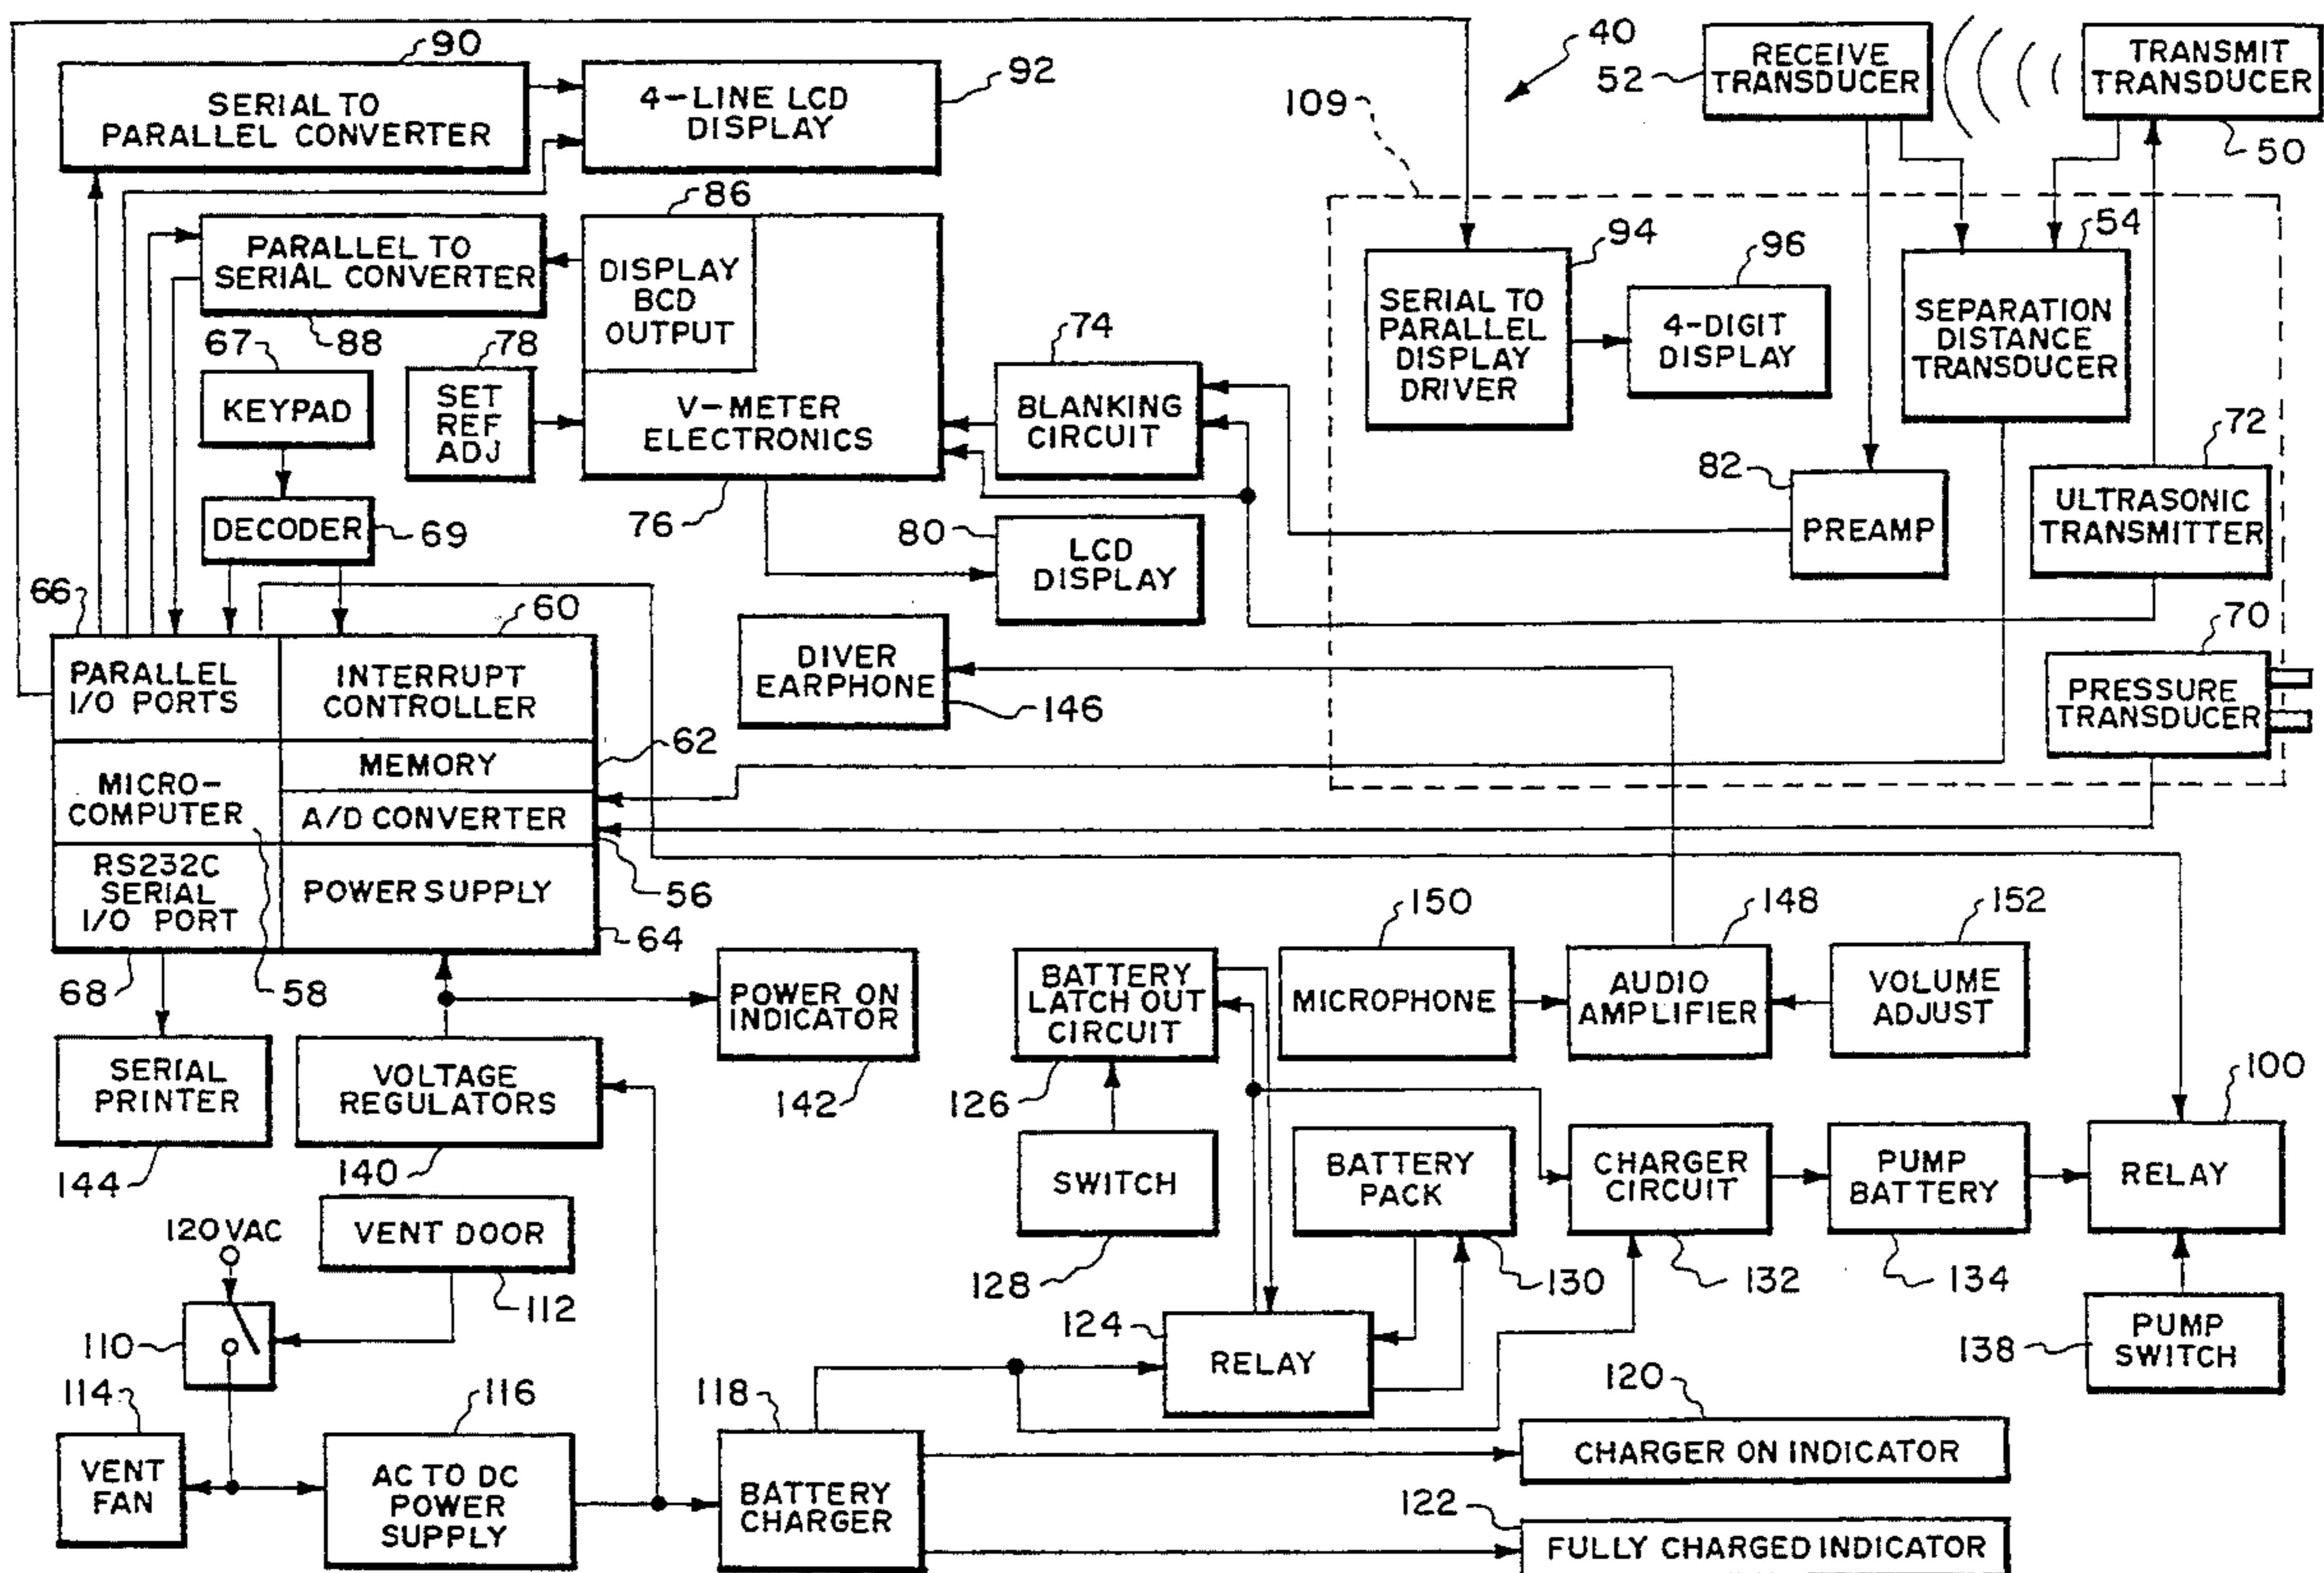 90
SERIAL TO
PARALLEL CONVERTER
4-LINE LCD
DISPLAY
92
40
RECEIVE
TRANSDUCER
52
TRANSMIT
TRANSDUCER
50
109
86
PARALLEL TO
SERIAL CONVERTER
88
DISPLAY
BCD
OUTPUT
V-METER
ELECTRONICS
76
67
KEYPAD
78
SET
REF
ADJ
DECODER
69
74
BLANKING
CIRCUIT
80
LCD
DISPLAY
94
SERIAL TO
PARALLEL
DISPLAY
DRIVER
96
4-DIGIT
DISPLAY
54
SEPARATION
DISTANCE
TRANSDUCER
82
PREAMP
72
ULTRASONIC
TRANSMITTER
70
PRESSURE
TRANSDUCER
66
60
PARALLEL
I/O PORTS
INTERRUPT
CONTROLLER
62
MEMORY
MICRO-
COMPUTER
A/D CONVERTER
56
RS232C
SERIAL
I/O PORT
POWER SUPPLY
64
68
58
DIVER
EARPHONE
146
SERIAL
PRINTER
144
VOLTAGE
REGULATORS
140
POWER ON
INDICATOR
142
BATTERY
LATCH OUT
CIRCUIT
126
150
MICROPHONE
148
AUDIO
AMPLIFIER
152
VOLUME
ADJUST
SWITCH
128
BATTERY
PACK
130
CHARGER
CIRCUIT
132
PUMP
BATTERY
134
100
RELAY
120VAC
VENT DOOR
112
110
124
RELAY
138
PUMP
SWITCH
114
VENT
FAN
116
AC TO DC
POWER
SUPPLY
118
BATTERY
CHARGER
120
CHARGER ON INDICATOR
122
FULLY CHARGED INDICATOR